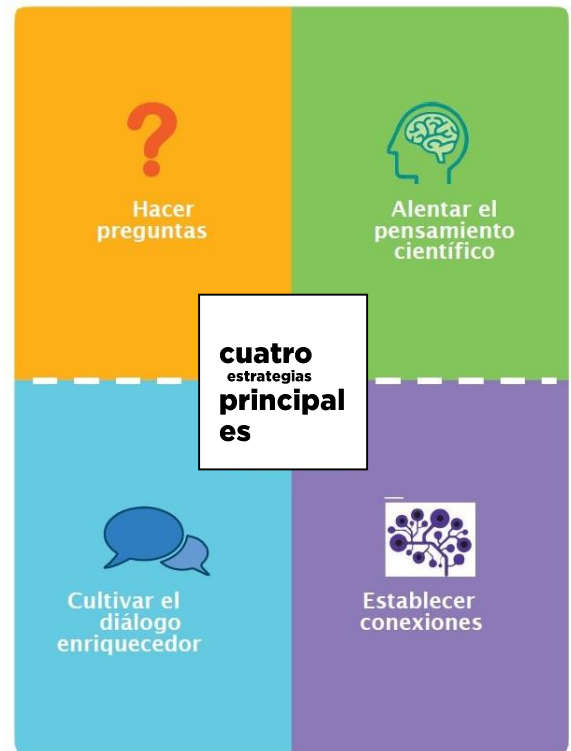 ?
Hacer
preguntas
Alentar el
pensamiento
científico
cuatro
estrategias
principal
es
Cultivar el
diálogo
enriquecedor
Establecer
conexiones